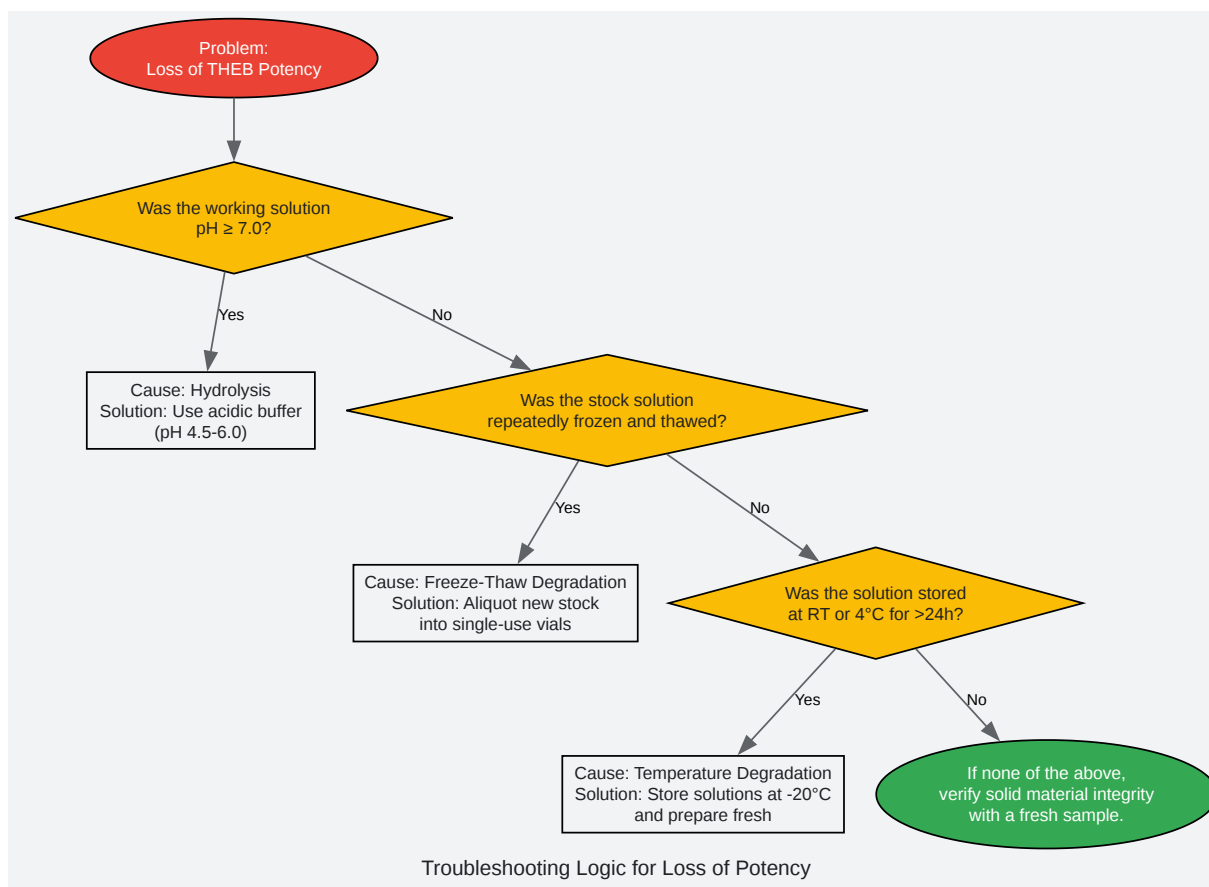 Problem:
Loss of THEB Potency
Was the working solution
pH ≥ 7.0?
Yes
No
Cause: Hydrolysis
Solution: Use acidic buffer
(pH 4.5-6.0)
Was the stock solution
repeatedly frozen and thawed?
Yes
No
Cause: Freeze-Thaw Degradation
Solution: Aliquot new stock
into single-use vials
Was the solution stored
at RT or 4°C for >24h?
Yes
No
Cause: Temperature Degradation
Solution: Store solutions at -20°C
and prepare fresh
If none of the above,
verify solid material integrity
with a fresh sample.
Troubleshooting Logic for Loss of Potency